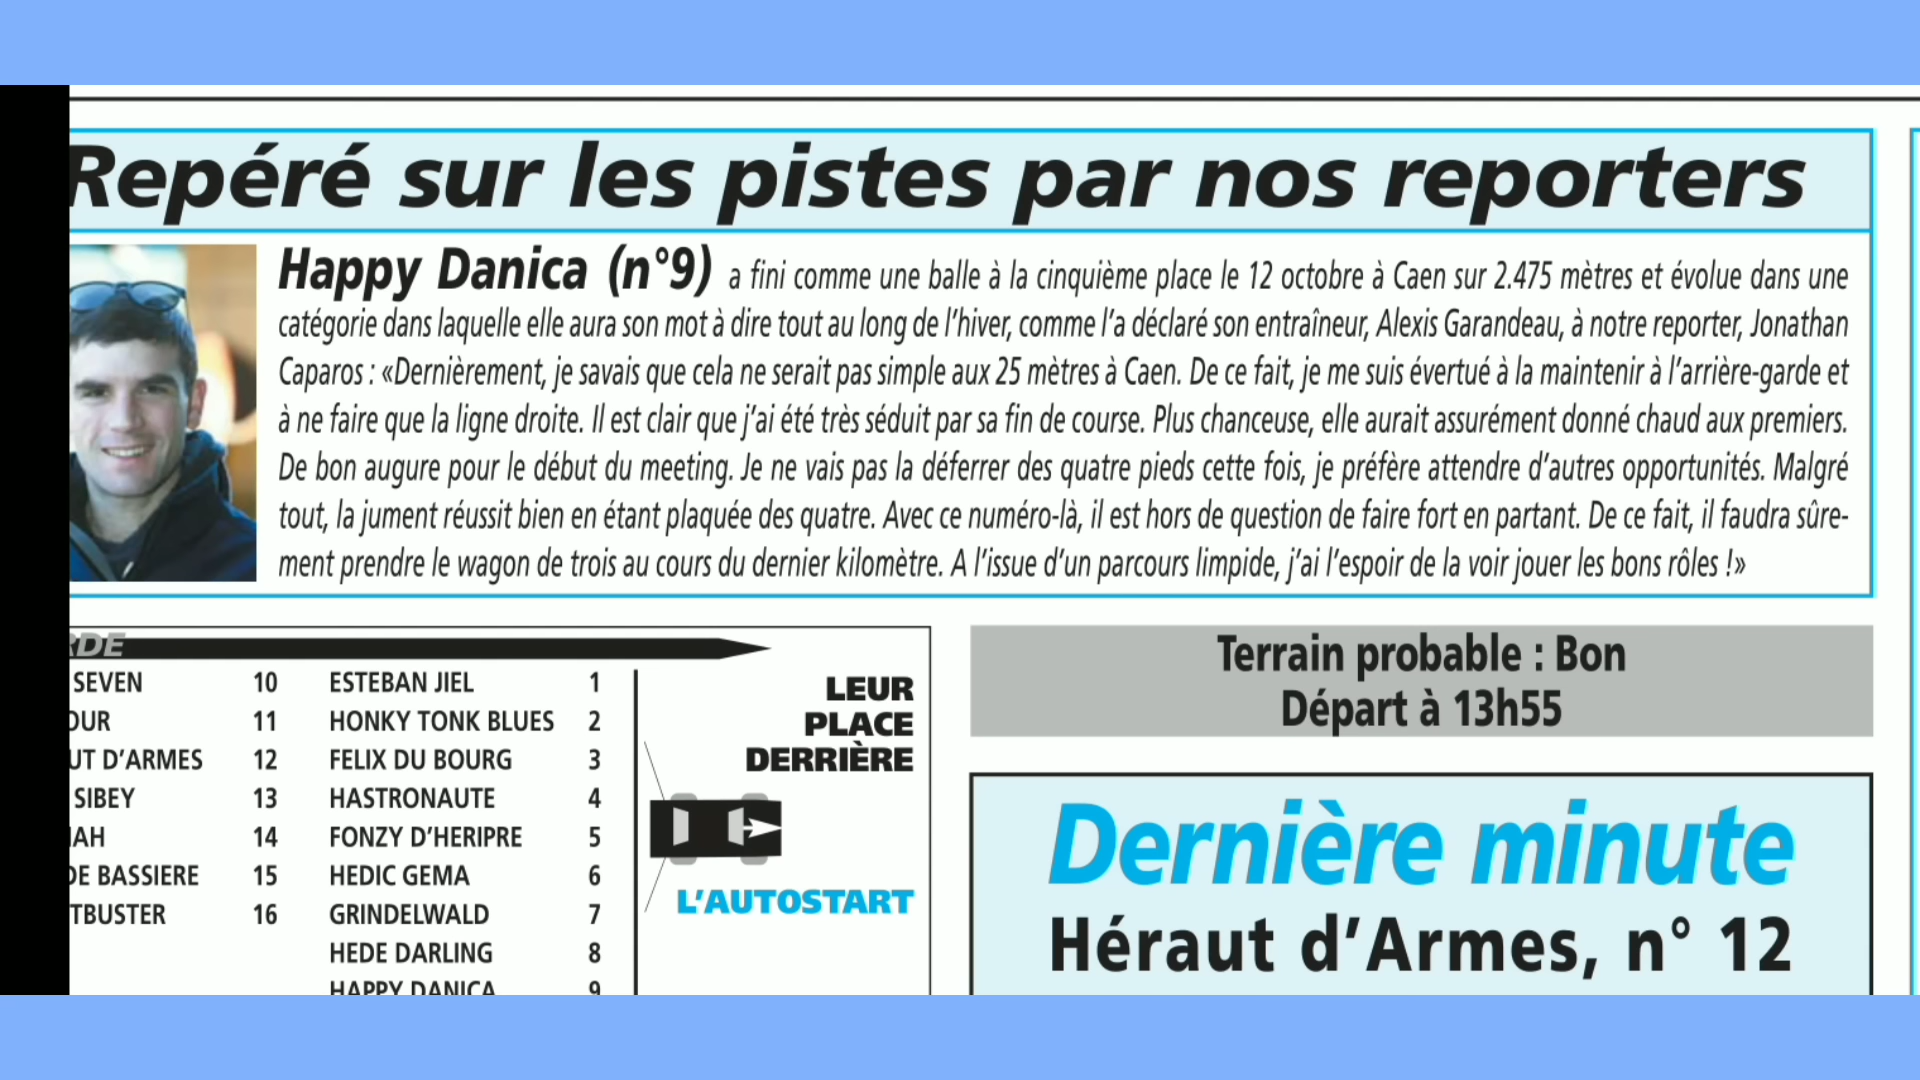 Repéré sur les pistes par nos reporters
Happy Danica (n°9) a fini comme une balle à la cinquième place le 12 octobre à Caen sur 2.475 mètres et évolue dans une
catégorie dans laquelle elle aura son mot à dire tout au long de l'hiver, comme l'a déclaré son entraîneur, Alexis Garandeau, à notre reporter, Jonathan
Caparos : «Dernièrement, je savais que cela ne serait pas simple aux 25 mètres à Caen. De ce fait, je me suis évertué à la maintenir à l'arrière-garde et
à ne faire que la ligne droite. Il est clair que j'ai été très séduit par sa fin de course. Plus chanceuse, elle aurait assurément donné chaud aux premiers.
De bon augure pour le début du meeting. Je ne vais pas la déferrer des quatre pieds cette fois, je préfère attendre d'autres opportunités. Malgré
tout, la jument réussit bien en étant plaquée des quatre. Avec ce numéro-là, il est hors de question de faire fort en partant. De ce fait, il faudra sûre-
ment prendre le wagon de trois au cours du dernier kilomètre. A l'issue d'un parcours limpide, j'ai l'espoir de la voir jouer les bons rôles !»
RDE
SEVEN 10 ESTEBAN JIEL 1
OUR 11 HONKY TONK BLUES 2
UT D'ARMES 12 FELIX DU BOURG 3
SIBEY 13 HASTRONAUTE 4
IAH 14 FONZY D'HERIPRE 5
DE BASSIERE 15 HEDIC GEMA 6
TBUSTER 16 GRINDELWALD 7
HEDE DARLING 8
HAPPY DANICA 9
LEUR
PLACE
DERRIÈRE
L'AUTOSTART
Terrain probable : Bon
Départ à 13h55
Dernière minute
Héraut d'Armes, n° 12